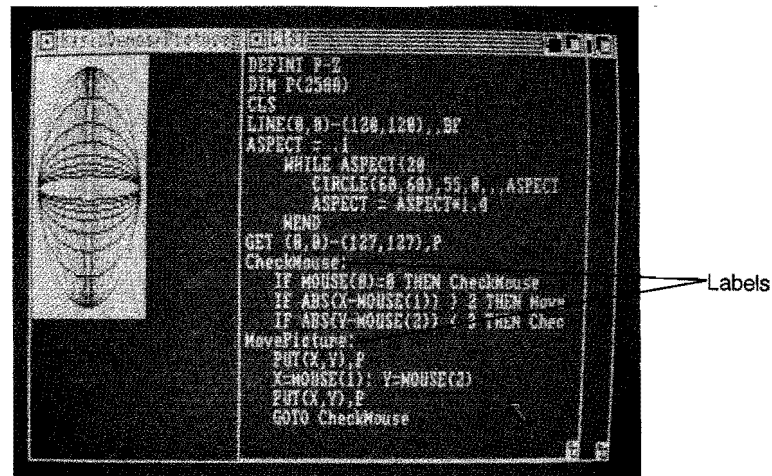 DEFINT P-Z
DIM P(2500)
CLS
LINE(0,0)-(120,120),,BF
ASPECT = .1
WHILE ASPECT<20
CIRCLE(60,60),55,0,,,ASPECT
ASPECT = ASPECT*1.4
WEND
GET (0,0)-(127,127),P
CheckMouse:
IF MOUSE(0)=0 THEN CheckMouse
IF ABS(X-MOUSE(1)) > 2 THEN Move
IF ABS(Y-MOUSE(2)) < 3 THEN Chec
MovePicture:
PUT(X,Y),P
X=MOUSE(1): Y=MOUSE(2)
PUT(X,Y),P
GOTO CheckMouse
Labels